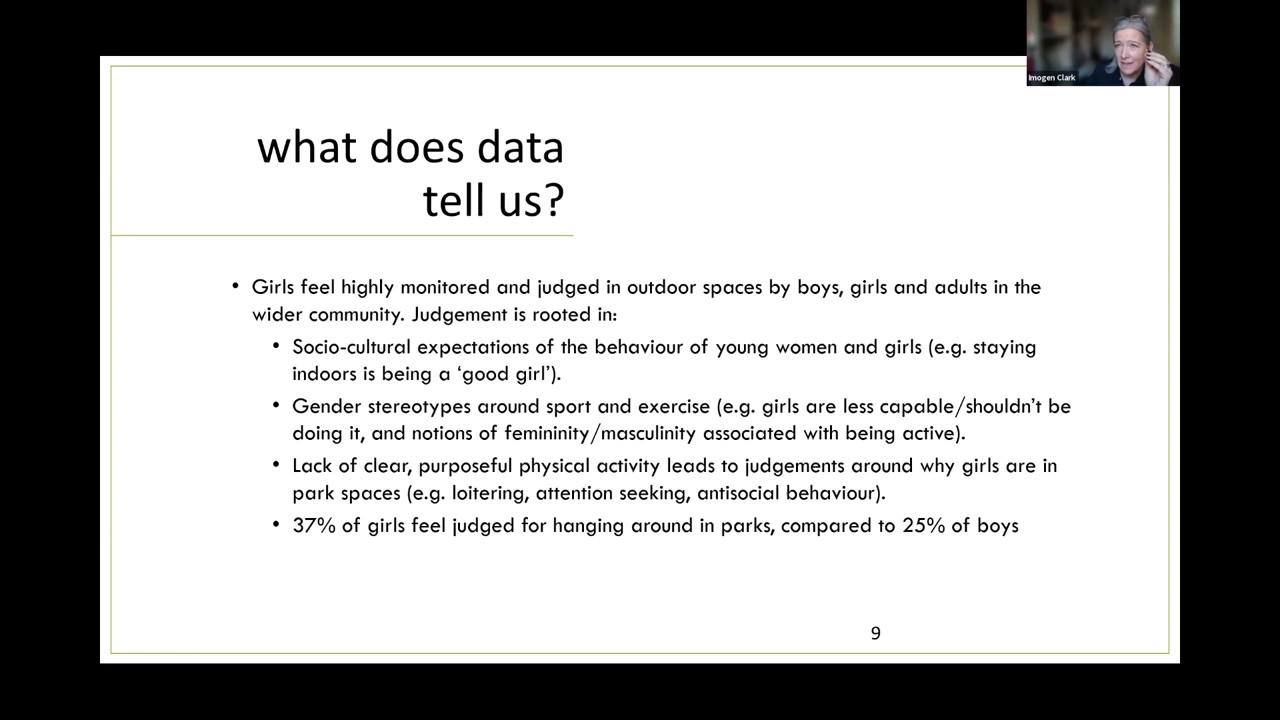 Imogen Clark
what does data
tell us?
• Girls feel highly monitored and judged in outdoor spaces by boys, girls and adults in the
wider community. Judgement is rooted in:
• Socio-cultural expectations of the behaviour of young women and girls (e.g. staying
indoors is being a ‘good girl’).
• Gender stereotypes around sport and exercise (e.g. girls are less capable/shouldn’t be
doing it, and notions of femininity/masculinity associated with being active).
• Lack of clear, purposeful physical activity leads to judgements around why girls are in
park spaces (e.g. loitering, attention seeking, antisocial behaviour).
• 37% of girls feel judged for hanging around in parks, compared to 25% of boys
9